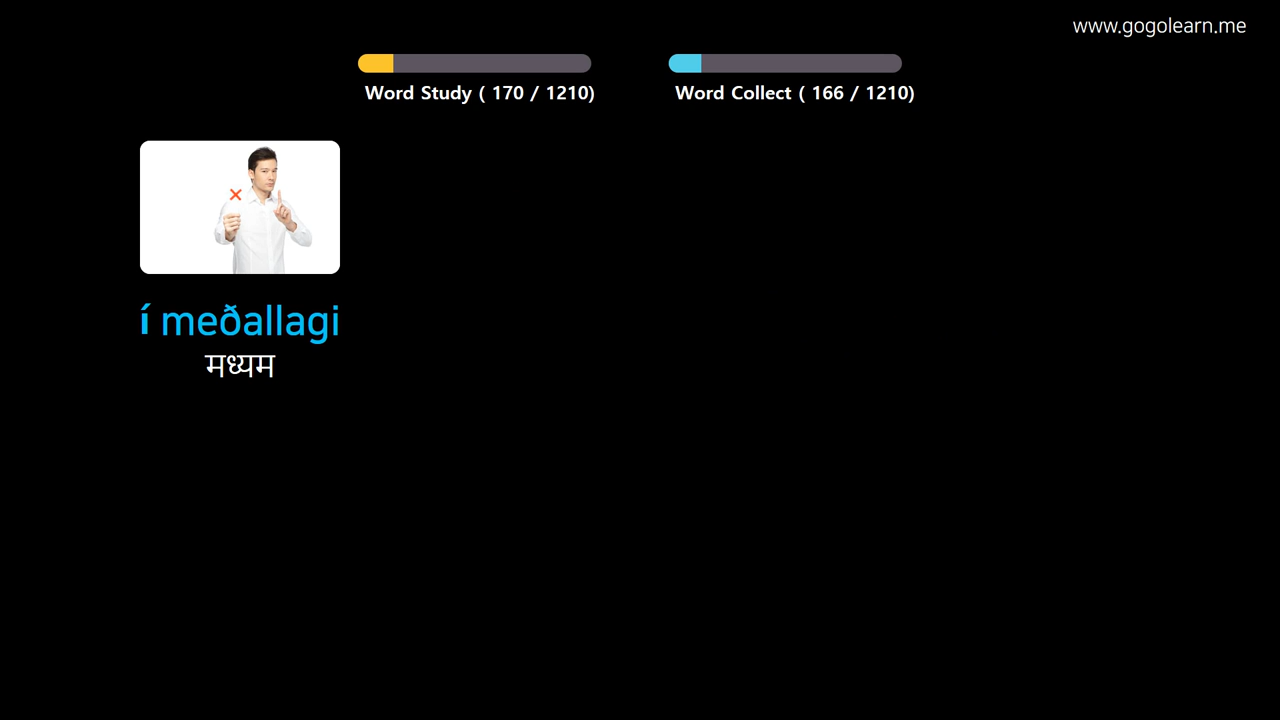 www.gogolearn.me
Word Study ( 170 / 1210)
Word Collect ( 166 / 1210)
í meðallagi
मध्यम